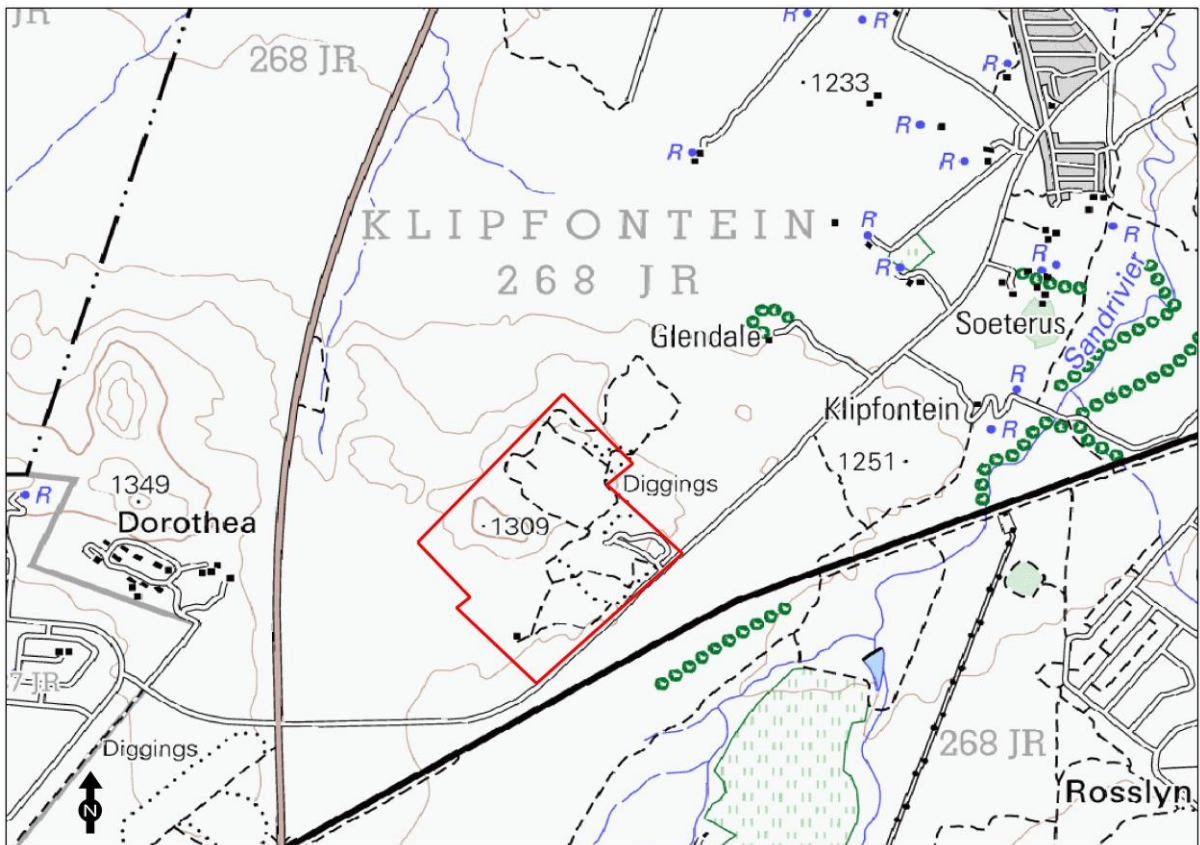 JR
268 JR
R
R
R
1233
R
R
R
KLIPFONTEIN
268 JR
R
R
R
R
Glendale
Soeterus
Sandrivier
R
Klipfontein
R
1251
Diggings
1309
1349
R
Dorothea
7 JR
Diggings
268 JR
Rosslyn
N